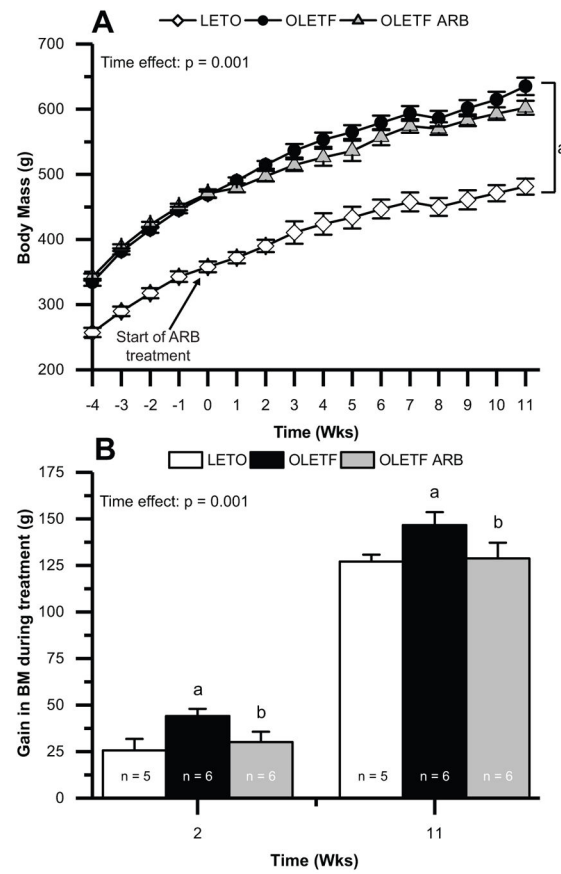 A
LETO OLETF OLETF ARB
700
Time effect: p = 0.001
600
500
400
300
200
Body Mass (g)
a
Start of ARB
treatment
-4 -3 -2 -1 0 1 2 3 4 5 6 7 8 9 10 11
Time (Wks)
B
LETO OLETF OLETF ARB
175
Time effect: p = 0.001
150
125
100
75
50
25
0
Gain in BM during treatment (g)
a
b
a
b
n = 5 n = 6 n = 6 n = 5 n = 6 n = 6
2 11
Time (Wks)